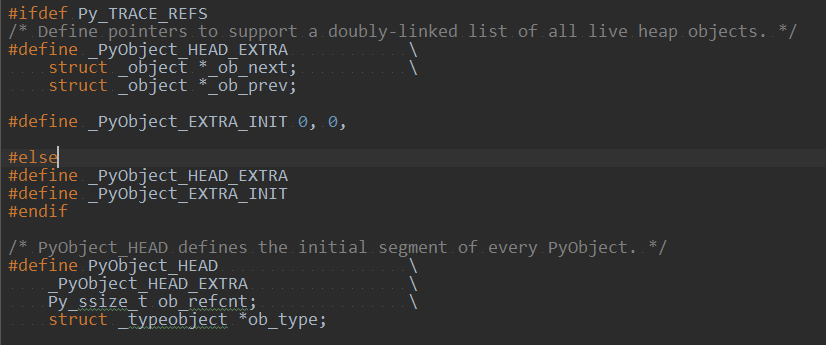 #ifdef Py_TRACE_REFS
/* Define pointers to support a doubly-linked list of all live heap objects. */
#define _PyObject_HEAD_EXTRA            \
    struct _object *_ob_next;           \
    struct _object *_ob_prev;

#define _PyObject_EXTRA_INIT 0, 0,

#else
#define _PyObject_HEAD_EXTRA
#define _PyObject_EXTRA_INIT
#endif

/* PyObject_HEAD defines the initial segment of every PyObject. */
#define PyObject_HEAD                   \
    _PyObject_HEAD_EXTRA                \
    Py_ssize_t ob_refcnt;               \
    struct _typeobject *ob_type;